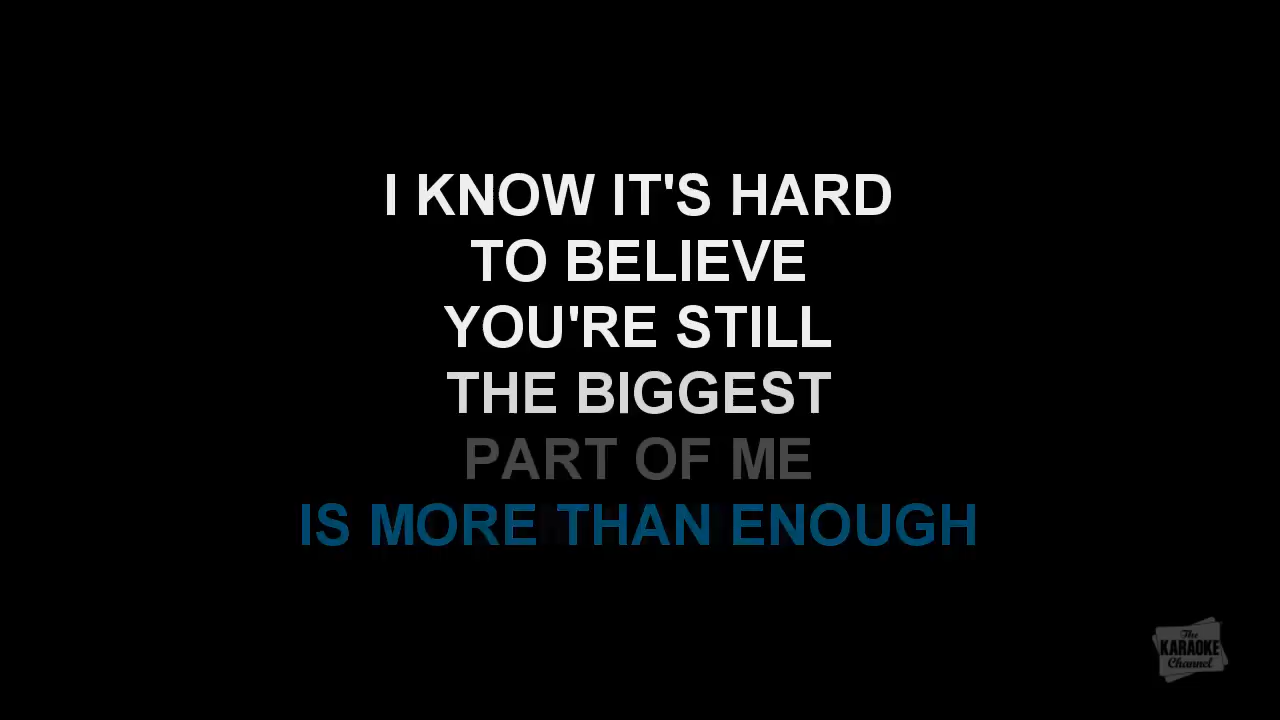 I KNOW IT'S HARD
TO BELIEVE
YOU'RE STILL
THE BIGGEST
PART OF ME
IS MORE THAN ENOUGH
The
KARAOKE
Channel